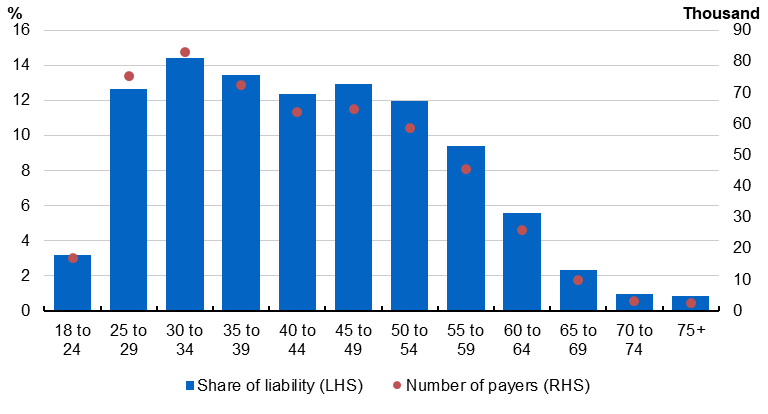 % Thousand
16 90
14 80
12 70
10 60
8 50
6 40
4 30
2 20
0 10
0
18 to 25 to 30 to 35 to 40 to 45 to 50 to 55 to 60 to 65 to 70 to 75+
24 29 34 39 44 49 54 59 64 69 74
Share of liability (LHS) Number of payers (RHS)